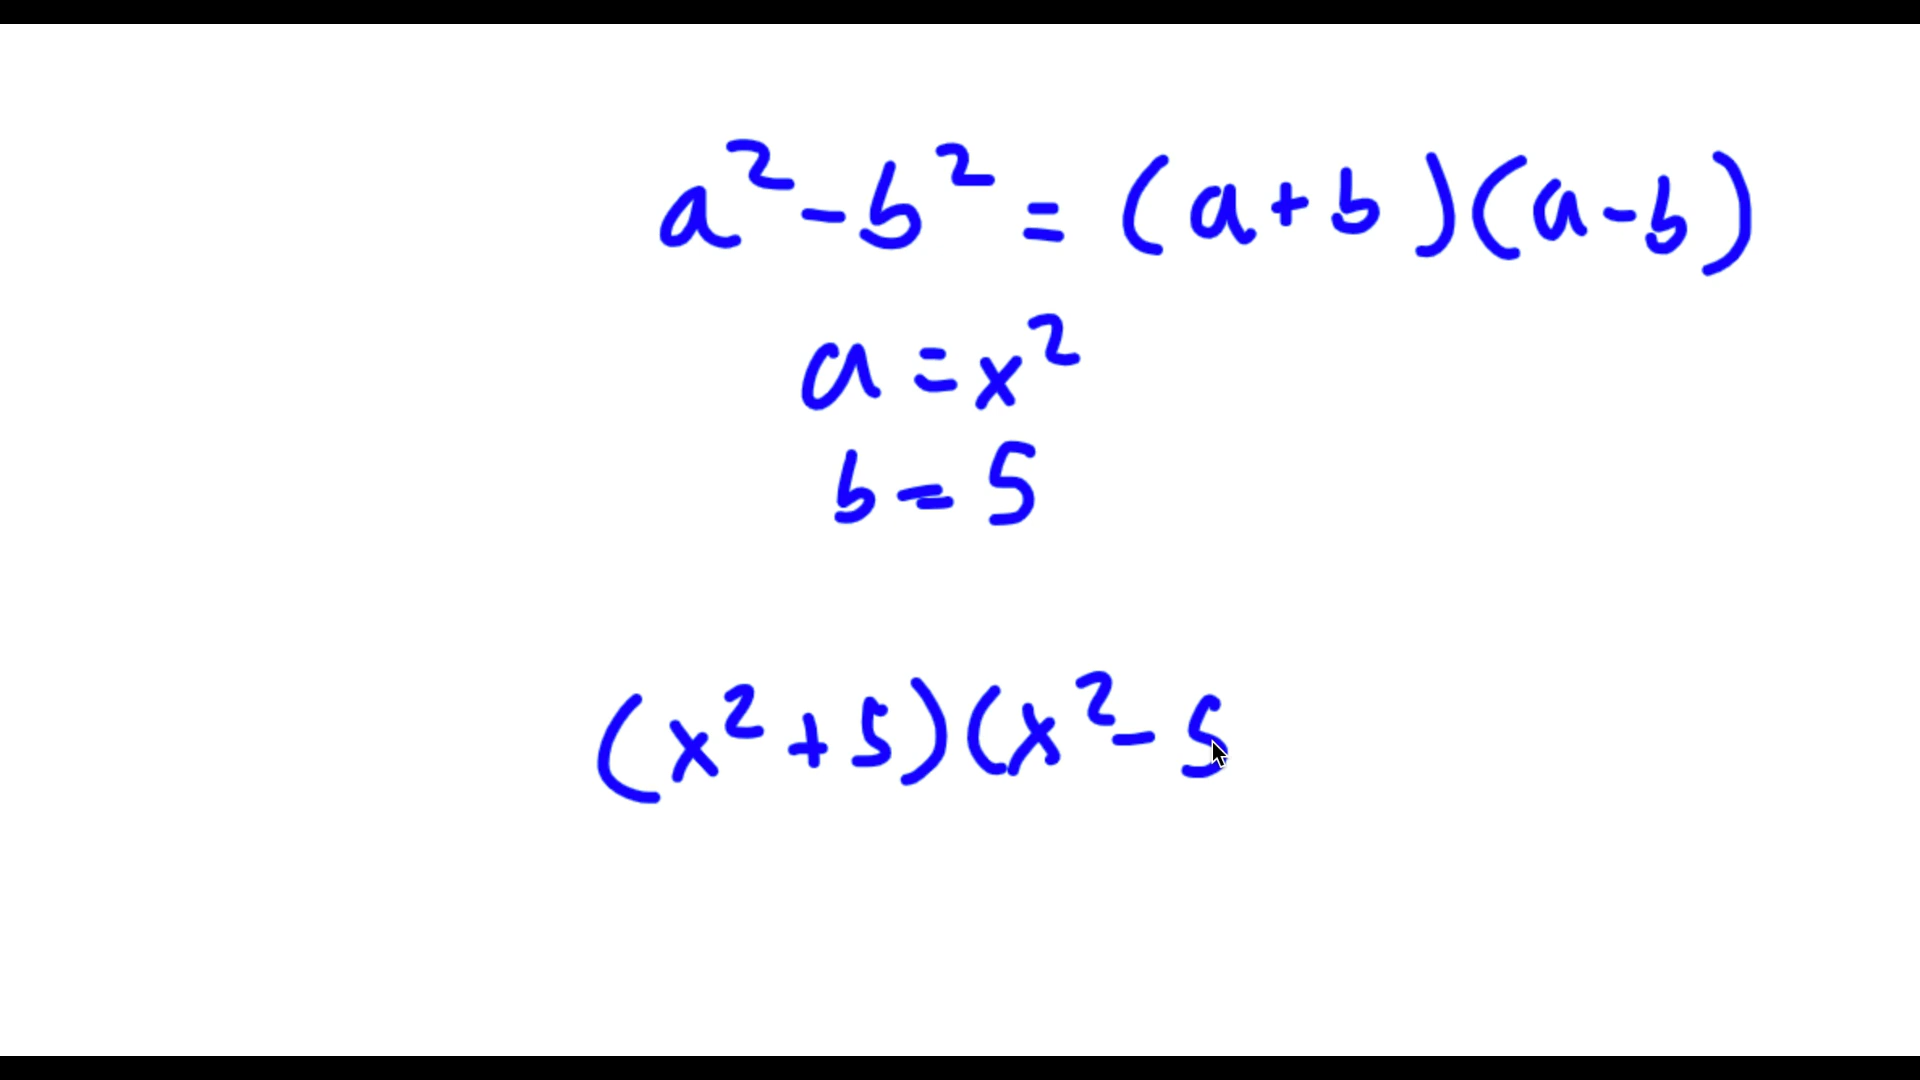 a² - b² = (a + b)(a - b)
a = x²
b = 5
(x² + 5)(x² - 5